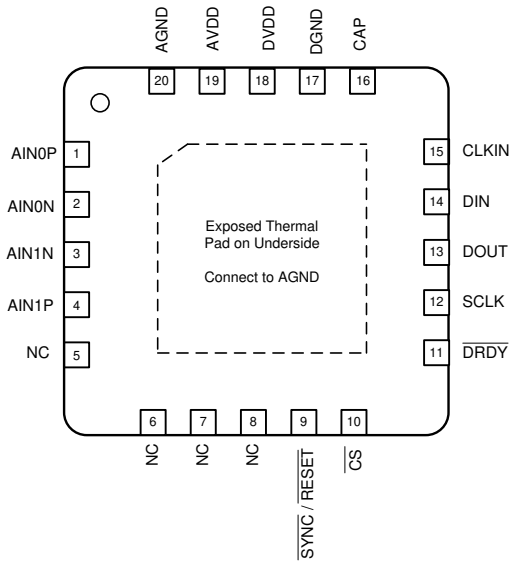 AGND
AVDD
DVDD
DGND
CAP
20
19
18
17
16
AIN0P 1
15 CLKIN
AIN0N 2
14 DIN
AIN1N 3
13 DOUT
AIN1P 4
12 SCLK
NC 5
11 DRDY
Exposed Thermal
Pad on Underside
Connect to AGND
6
7
8
9
10
NC
NC
NC
SYNC / RESET
CS